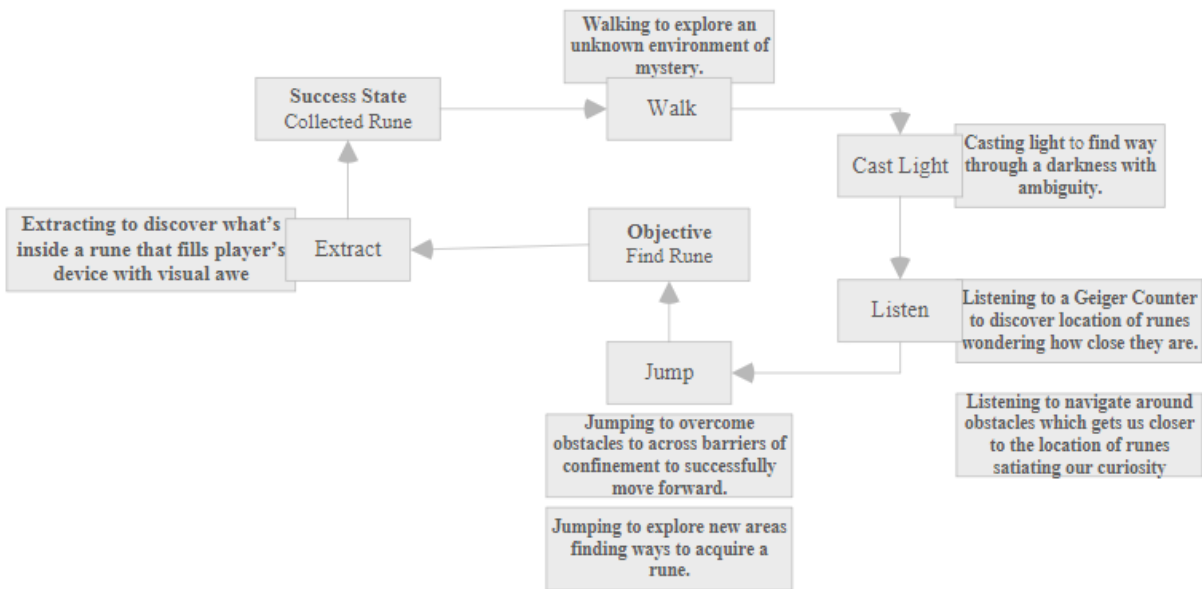 Walking to explore an
unknown environment of
mystery.
Walk
Success State
Collected Rune
Cast Light
Casting light to find way
through a darkness with
ambiguity.
Extracting to discover what's
inside a rune that fills player's
device with visual awe
Extract
Objective
Find Rune
Listen
Listening to a Geiger Counter
to discover location of runes
wondering how close they are.
Jump
Jumping to overcome
obstacles to across barriers of
confinement to successfully
move forward.
Listening to navigate around
obstacles which gets us closer
to the location of runes
satiating our curiosity
Jumping to explore new areas
finding ways to acquire a
rune.